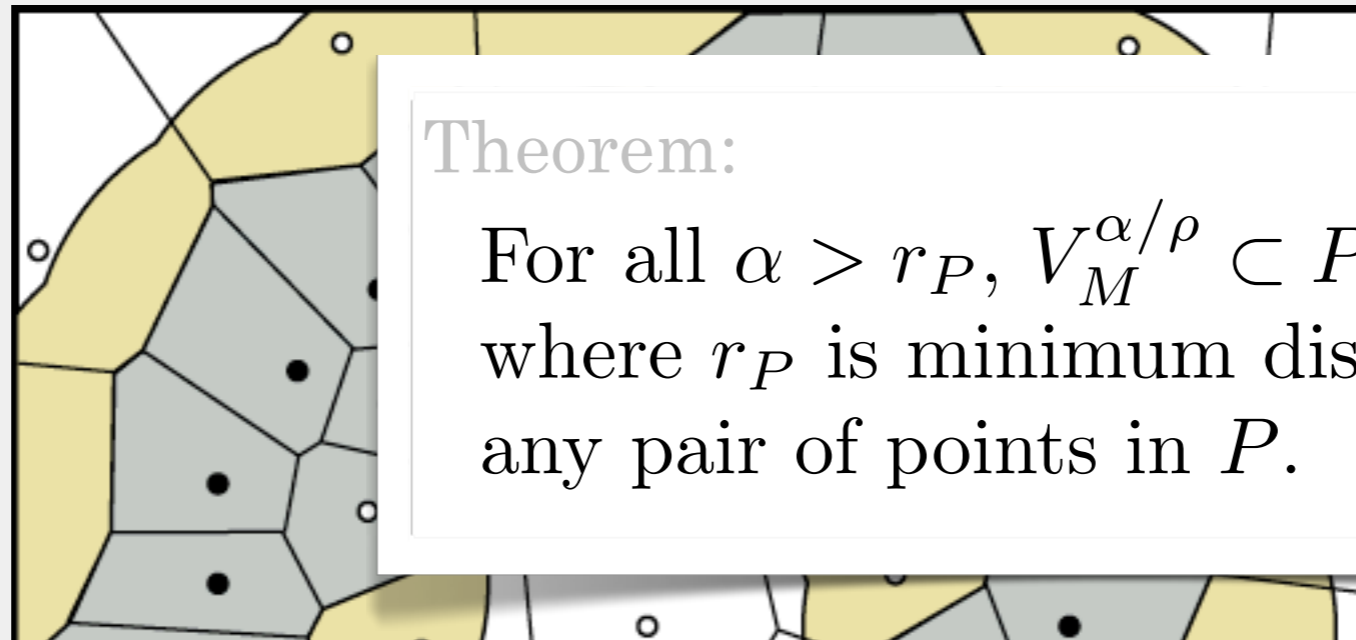 Theorem:
For all α > r_P, V_M^{α/ρ} ⊂ P
where r_P is minimum dis
any pair of points in P.